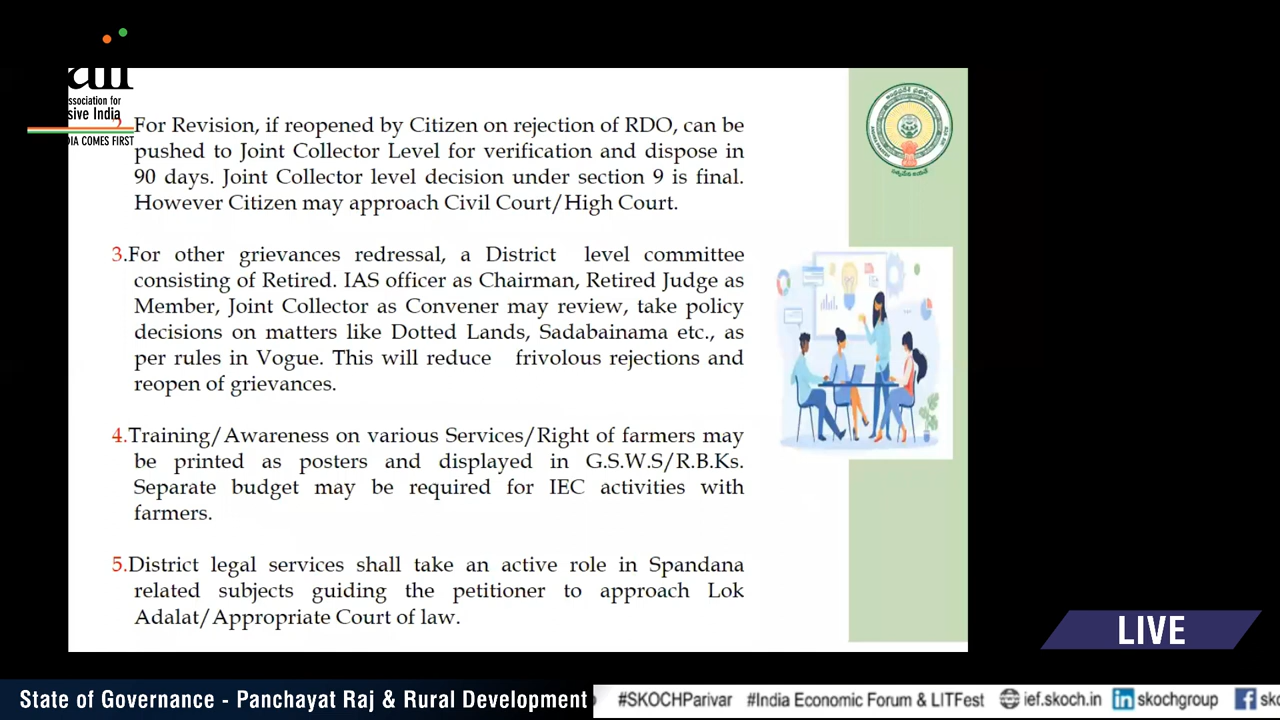 ssociation for
sive India
DIA COMES FIRST
2. For Revision, if reopened by Citizen on rejection of RDO, can be
pushed to Joint Collector Level for verification and dispose in
90 days. Joint Collector level decision under section 9 is final.
However Citizen may approach Civil Court/High Court.
3.For other grievances redressal, a District level committee
consisting of Retired. IAS officer as Chairman, Retired Judge as
Member, Joint Collector as Convener may review, take policy
decisions on matters like Dotted Lands, Sadabainama etc., as
per rules in Vogue. This will reduce frivolous rejections and
reopen of grievances.
4.Training/Awareness on various Services/Right of farmers may
be printed as posters and displayed in G.S.W.S/R.B.Ks.
Separate budget may be required for IEC activities with
farmers.
5.District legal services shall take an active role in Spandana
related subjects guiding the petitioner to approach Lok
Adalat/Appropriate Court of law.
LIVE
State of Governance - Panchayat Raj & Rural Development
#SKOCHParivar #India Economic Forum & LITFest ief.skoch.in skochgroup sk